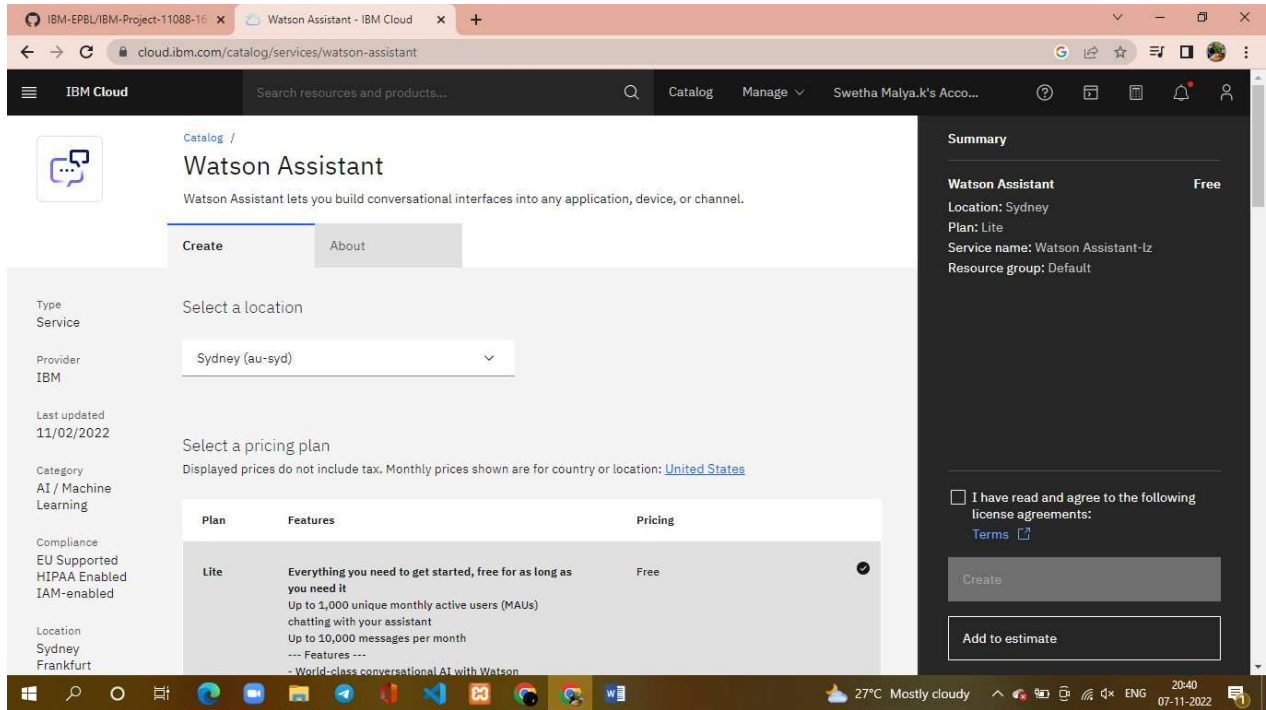 IBM-EPBL/IBM-Project-11088-16
Watson Assistant - IBM Cloud
cloud.ibm.com/catalog/services/watson-assistant
IBM Cloud
Search resources and products...
Catalog
Manage
Swetha Malya.k's Acco...
Catalog /
Watson Assistant
Watson Assistant lets you build conversational interfaces into any application, device, or channel.
Create
About
Type
Service
Provider
IBM
Last updated
11/02/2022
Category
AI / Machine
Learning
Compliance
EU Supported
HIPAA Enabled
IAM-enabled
Location
Sydney
Frankfurt
Select a location
Sydney (au-syd)
Select a pricing plan
Displayed prices do not include tax. Monthly prices shown are for country or location: United States
Plan Features Pricing
Lite Everything you need to get started, free for as long as Free
you need it
Up to 1,000 unique monthly active users (MAUs)
chatting with your assistant
Up to 10,000 messages per month
--- Features ---
- World-class conversational AI with Watson
Summary
Watson Assistant Free
Location: Sydney
Plan: Lite
Service name: Watson Assistant-lz
Resource group: Default
I have read and agree to the following
license agreements:
Terms
Create
Add to estimate
27°C Mostly cloudy
ENG
20:40
07-11-2022